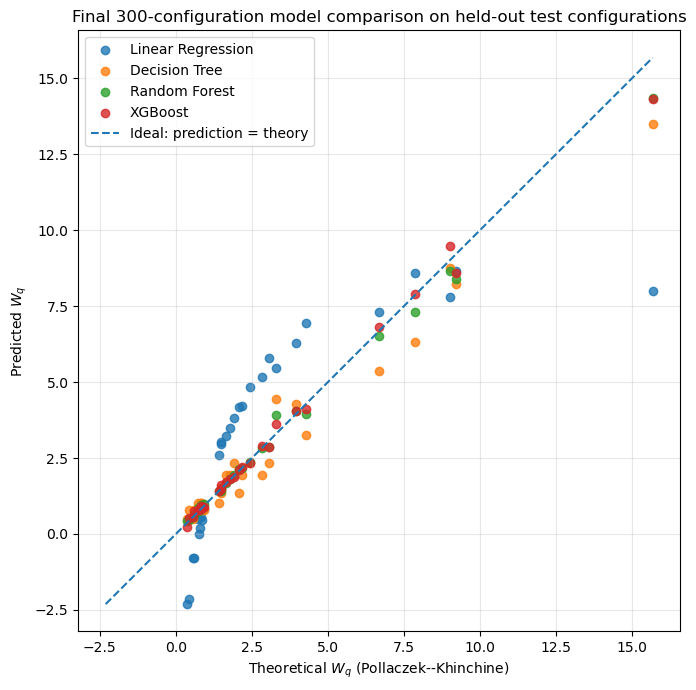 Final 300-configuration model comparison on held-out test configurations
Linear Regression
Decision Tree
Random Forest
XGBoost
Ideal: prediction = theory
15.0
12.5
10.0
7.5
5.0
2.5
0.0
−2.5
Predicted W_q
−2.5
0.0
2.5
5.0
7.5
10.0
12.5
15.0
Theoretical W_q (Pollaczek--Khinchine)